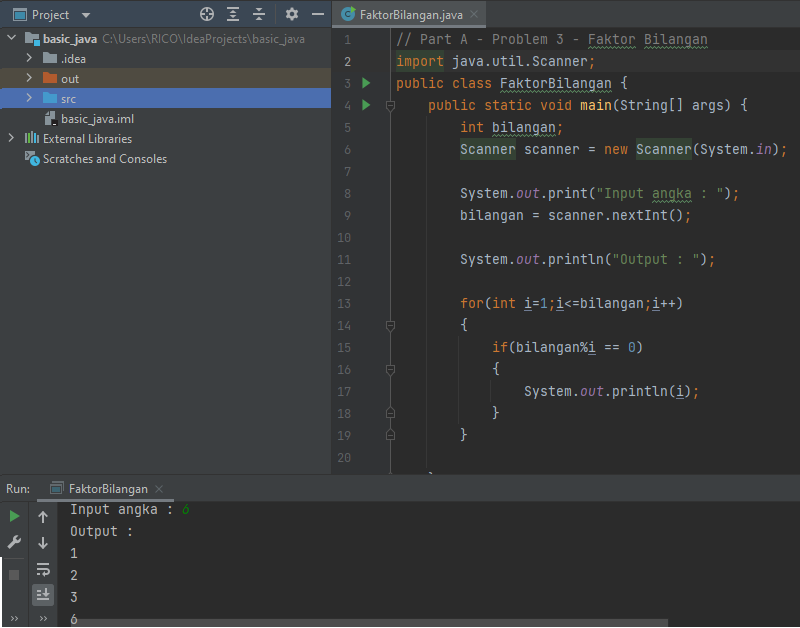 Project
basic_java C:\Users\RICO\IdeaProjects\basic_java
.idea
out
src
basic_java.iml
External Libraries
Scratches and Consoles
FaktorBilangan.java
1 // Part A - Problem 3 - Faktor Bilangan
2 import java.util.Scanner;
3 public class FaktorBilangan {
4 public static void main(String[] args) {
5 int bilangan;
6 Scanner scanner = new Scanner(System.in);
7
8 System.out.print("Input angka : ");
9 bilangan = scanner.nextInt();
10
11 System.out.println("Output : ");
12
13 for(int i=1;i<=bilangan;i++)
14 {
15 if(bilangan%i == 0)
16 {
17 System.out.println(i);
18 }
19 }
20
Run: FaktorBilangan
Input angka : 6
Output :
1
2
3
6